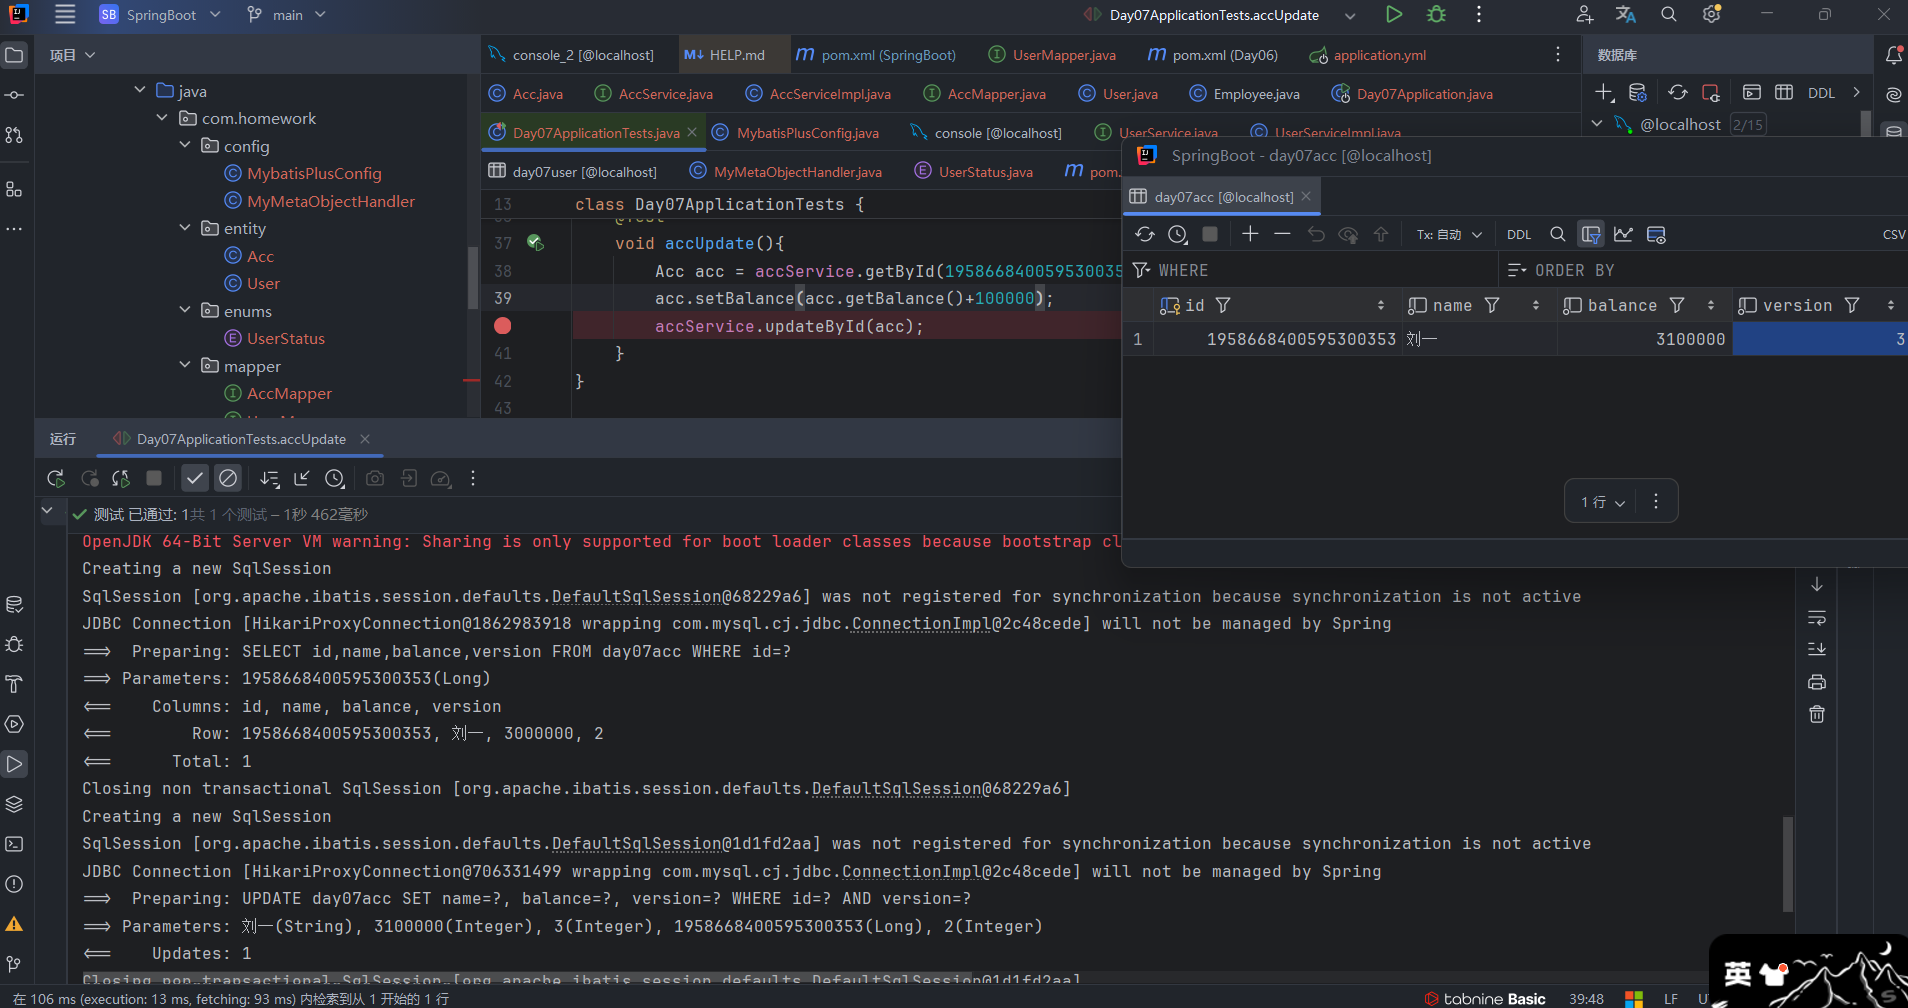 SB SpringBoot main Day07ApplicationTests.accUpdate
项目
console_2 [@localhost] M↓ HELP.md m pom.xml (SpringBoot) UserMapper.java m pom.xml (Day06) application.yml
数据库
Acc.java AccService.java AccServiceImpl.java AccMapper.java User.java Employee.java Day07Application.java
DDL
Day07ApplicationTests.java MybatisPlusConfig.java console [@localhost] UserService.java UserServiceImpl.java
@localhost 2/15
day07user [@localhost] MyMetaObjectHandler.java UserStatus.java m pom.
java
com.homework
config
MybatisPlusConfig
MyMetaObjectHandler
entity
Acc
User
enums
UserStatus
mapper
AccMapper
13 class Day07ApplicationTests {
@Test
37 void accUpdate(){
38 Acc acc = accService.getById(195866840059530035
39 acc.setBalance(acc.getBalance()+100000);
accService.updateById(acc);
41 }
42 }
43
SpringBoot - day07acc [@localhost]
day07acc [@localhost]
Tx: 自动 DDL CSV
WHERE ORDER BY
id name balance version
1 1958668400595300353 刘一 3100000 3
1 行
运行 Day07ApplicationTests.accUpdate
测试 已通过: 1共 1 个测试 – 1秒 462毫秒
OpenJDK 64-Bit Server VM warning: Sharing is only supported for boot loader classes because bootstrap cl
Creating a new SqlSession
SqlSession [org.apache.ibatis.session.defaults.DefaultSqlSession@68229a6] was not registered for synchronization because synchronization is not active
JDBC Connection [HikariProxyConnection@1862983918 wrapping com.mysql.cj.jdbc.ConnectionImpl@2c48cede] will not be managed by Spring
==>  Preparing: SELECT id,name,balance,version FROM day07acc WHERE id=?
==> Parameters: 1958668400595300353(Long)
<==    Columns: id, name, balance, version
<==        Row: 1958668400595300353, 刘一, 3000000, 2
<==      Total: 1
Closing non transactional SqlSession [org.apache.ibatis.session.defaults.DefaultSqlSession@68229a6]
Creating a new SqlSession
SqlSession [org.apache.ibatis.session.defaults.DefaultSqlSession@1d1fd2aa] was not registered for synchronization because synchronization is not active
JDBC Connection [HikariProxyConnection@706331499 wrapping com.mysql.cj.jdbc.ConnectionImpl@2c48cede] will not be managed by Spring
==>  Preparing: UPDATE day07acc SET name=?, balance=?, version=? WHERE id=? AND version=?
==> Parameters: 刘一(String), 3100000(Integer), 3(Integer), 1958668400595300353(Long), 2(Integer)
<==    Updates: 1
Closing non transactional SqlSession [org.apache.ibatis.session.defaults.DefaultSqlSession@1d1fd2aa]
英
在 106 ms (execution: 13 ms, fetching: 93 ms) 内检索到从 1 开始的 1 行
tabnine Basic 39:48 LF U